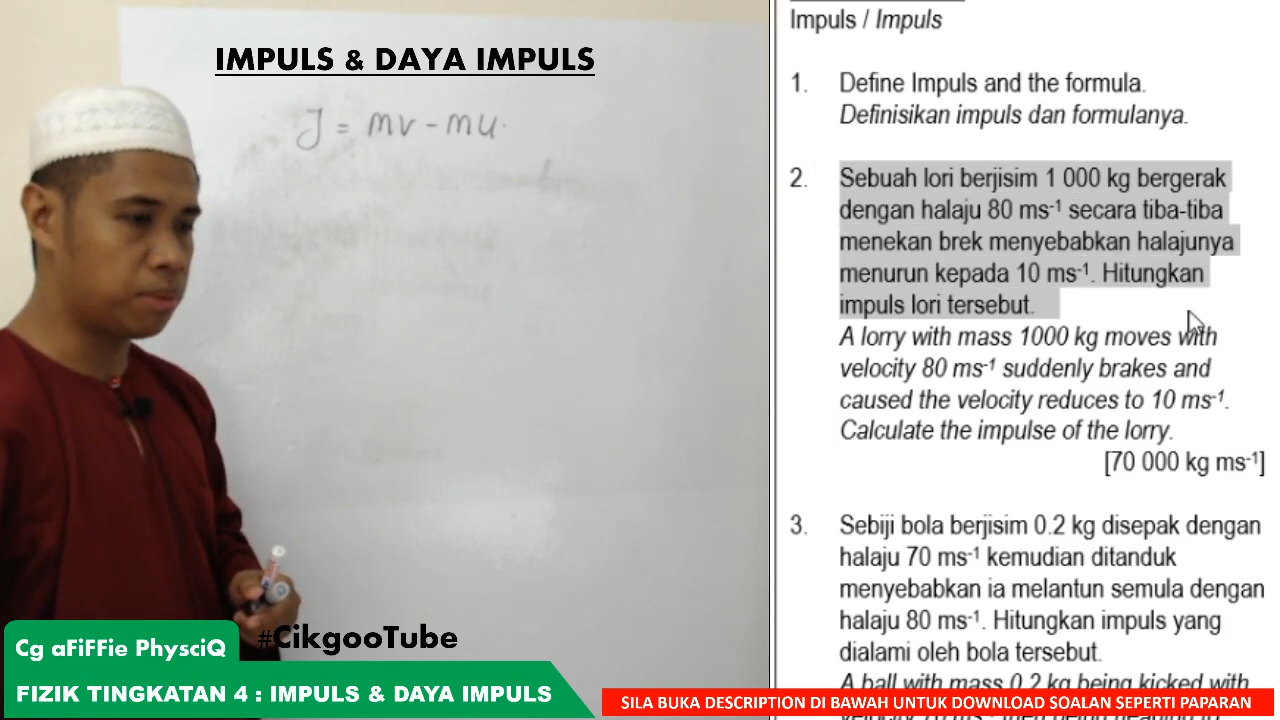 IMPULS & DAYA IMPULS
J = mv - mu.
Impuls / Impuls
1. Define Impuls and the formula.
Definisikan impuls dan formulanya.
2. Sebuah lori berjisim 1 000 kg bergerak
dengan halaju 80 ms⁻¹ secara tiba-tiba
menekan brek menyebabkan halajunya
menurun kepada 10 ms⁻¹. Hitungkan
impuls lori tersebut.
A lorry with mass 1000 kg moves with
velocity 80 ms⁻¹ suddenly brakes and
caused the velocity reduces to 10 ms⁻¹.
Calculate the impulse of the lorry.
[70 000 kg ms⁻¹]
3. Sebiji bola berjisim 0.2 kg disepak dengan
halaju 70 ms⁻¹ kemudian ditanduk
menyebabkan ia melantun semula dengan
halaju 80 ms⁻¹. Hitungkan impuls yang
dialami oleh bola tersebut.
A ball with mass 0.2 kg being kicked with
#CikgooTube
Cg aFiFFie PhysciQ
FIZIK TINGKATAN 4 : IMPULS & DAYA IMPULS
SILA BUKA DESCRIPTION DI BAWAH UNTUK DOWNLOAD SOALAN SEPERTI PAPARAN